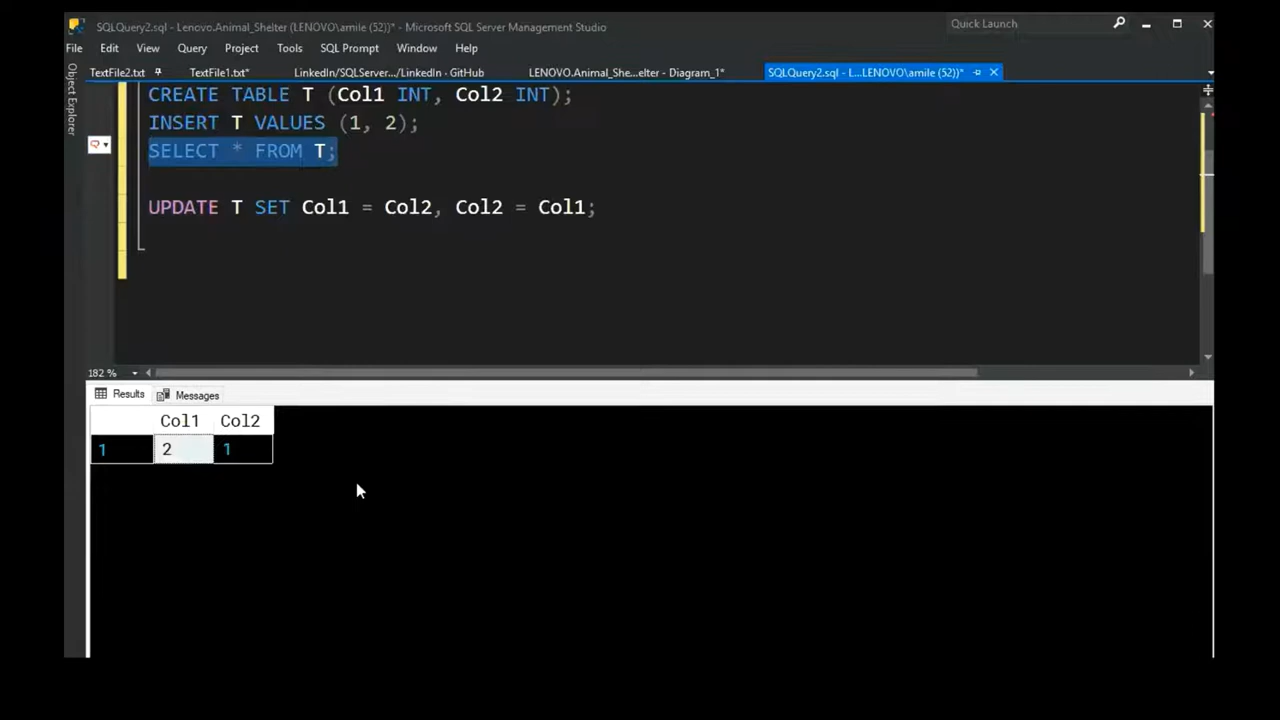 SQLQuery2.sql - Lenovo.Animal_Shelter (LENOVO\amile (52))* - Microsoft SQL Server Management Studio
Quick Launch
File Edit View Query Project Tools SQL Prompt Window Help
Object Explorer
TextFile2.txt TextFile1.txt* LinkedIn/SQLServer.../LinkedIn - GitHub LENOVO.Animal_She...elter - Diagram_1* SQLQuery2.sql - L...LENOVO\amile (52))*
CREATE TABLE T (Col1 INT, Col2 INT);
INSERT T VALUES (1, 2);
SELECT * FROM T;
UPDATE T SET Col1 = Col2, Col2 = Col1;
182 %
Results Messages
Col1 Col2
1 2 1